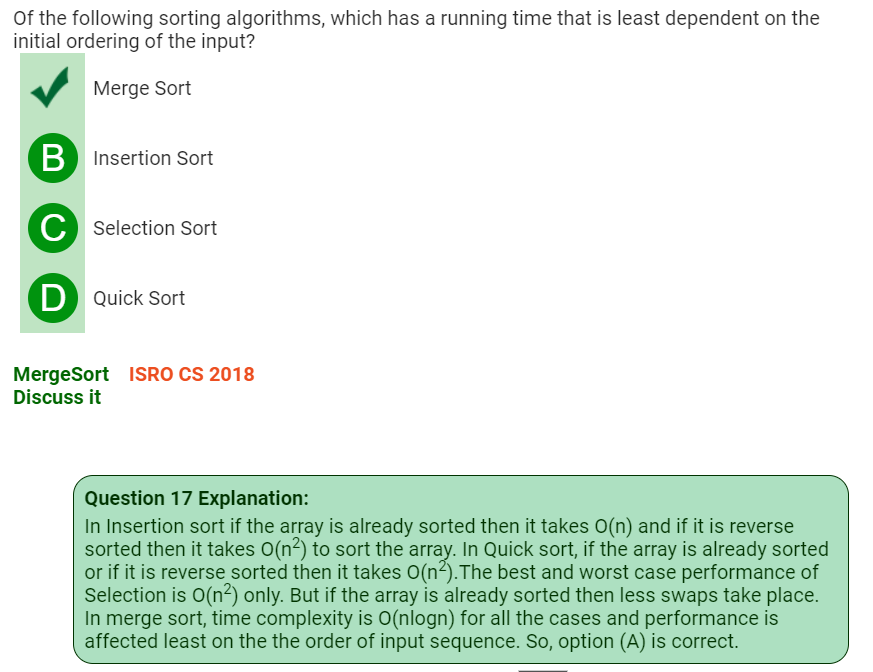 Of the following sorting algorithms, which has a running time that is least dependent on the
initial ordering of the input?
Merge Sort
B Insertion Sort
C Selection Sort
D Quick Sort
MergeSort ISRO CS 2018
Discuss it
Question 17 Explanation:
In Insertion sort if the array is already sorted then it takes O(n) and if it is reverse
sorted then it takes O(n²) to sort the array. In Quick sort, if the array is already sorted
or if it is reverse sorted then it takes O(n²).The best and worst case performance of
Selection is O(n²) only. But if the array is already sorted then less swaps take place.
In merge sort, time complexity is O(nlogn) for all the cases and performance is
affected least on the the order of input sequence. So, option (A) is correct.